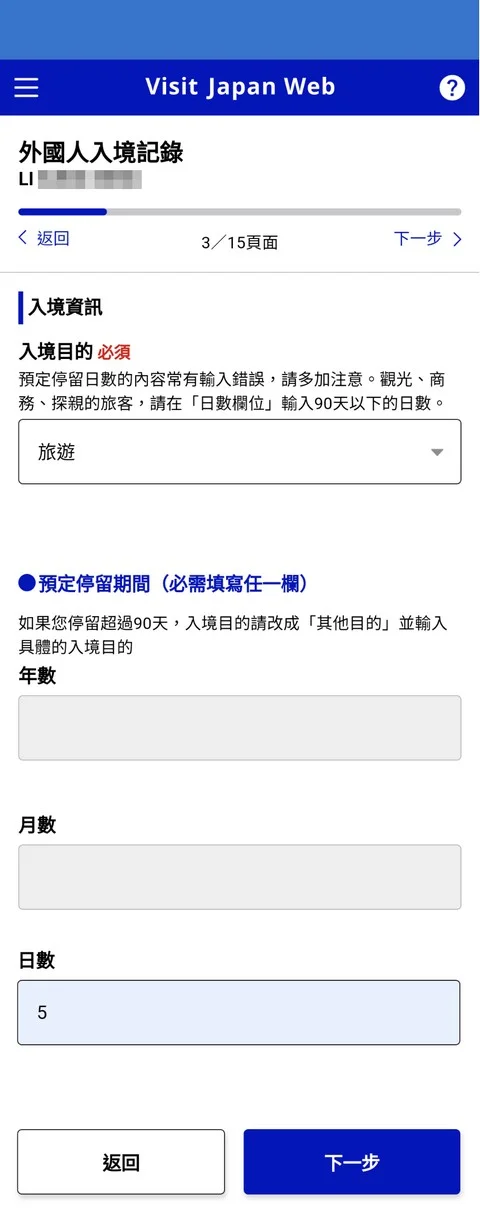 Visit Japan Web
?
外國人入境記錄
LI
返回
3／15頁面
下一步
入境資訊
入境目的 必須
預定停留日數的內容常有輸入錯誤，請多加注意。觀光、商
務、探親的旅客，請在「日數欄位」輸入90天以下的日數。
旅遊
●預定停留期間（必需填寫任一欄）
如果您停留超過90天，入境目的請改成「其他目的」並輸入
具體的入境目的
年數
月數
日數
5
返回
下一步